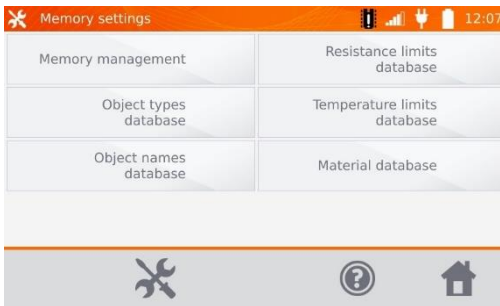 Memory settings
12:07
Memory management
Resistance limits
database
Object types
database
Temperature limits
database
Object names
database
Material database
?